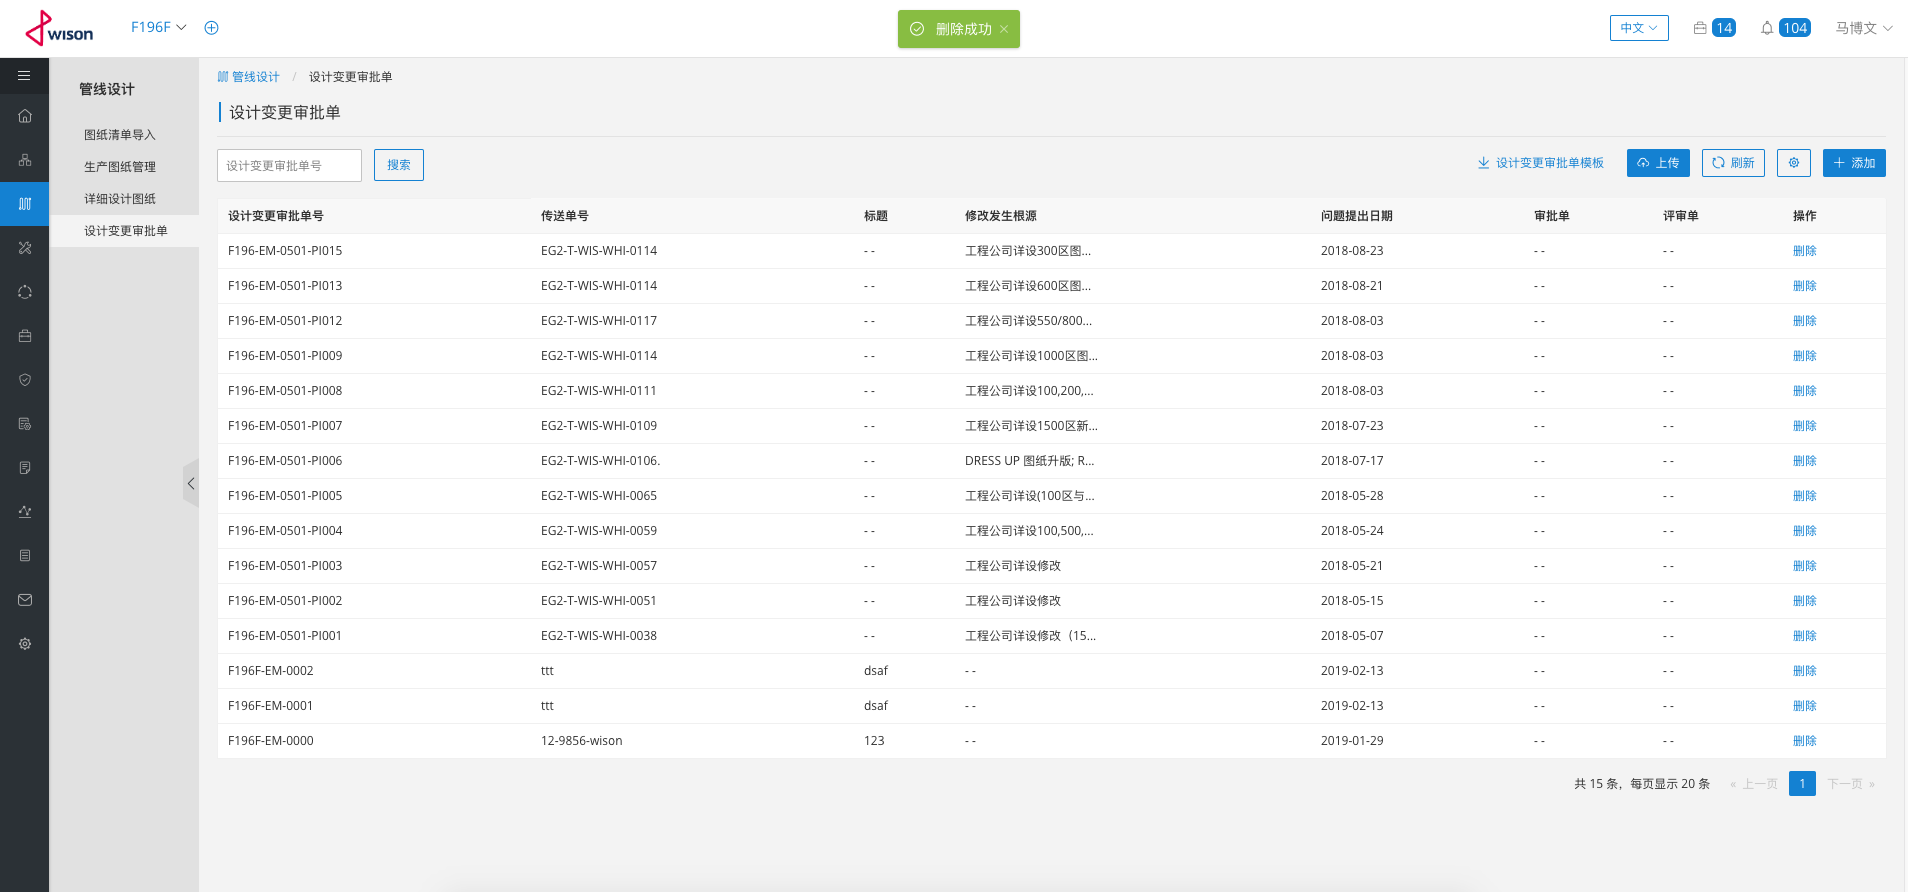 wison
F196F
删除成功
中文
14
104
马博文
管线设计
图纸清单导入
生产图纸管理
详细设计图纸
设计变更审批单
管线设计 / 设计变更审批单
设计变更审批单
设计变更审批单号
搜索
设计变更审批单模板
上传
刷新
添加
设计变更审批单号 传送单号 标题 修改发生根源 问题提出日期 审批单 评审单 操作
F196-EM-0501-PI015 EG2-T-WIS-WHI-0114 - - 工程公司详设300区图... 2018-08-23 - - - - 删除
F196-EM-0501-PI013 EG2-T-WIS-WHI-0114 - - 工程公司详设600区图... 2018-08-21 - - - - 删除
F196-EM-0501-PI012 EG2-T-WIS-WHI-0117 - - 工程公司详设550/800... 2018-08-03 - - - - 删除
F196-EM-0501-PI009 EG2-T-WIS-WHI-0114 - - 工程公司详设1000区图... 2018-08-03 - - - - 删除
F196-EM-0501-PI008 EG2-T-WIS-WHI-0111 - - 工程公司详设100,200,... 2018-08-03 - - - - 删除
F196-EM-0501-PI007 EG2-T-WIS-WHI-0109 - - 工程公司详设1500区新... 2018-07-23 - - - - 删除
F196-EM-0501-PI006 EG2-T-WIS-WHI-0106. - - DRESS UP 图纸升版; R... 2018-07-17 - - - - 删除
F196-EM-0501-PI005 EG2-T-WIS-WHI-0065 - - 工程公司详设(100区与... 2018-05-28 - - - - 删除
F196-EM-0501-PI004 EG2-T-WIS-WHI-0059 - - 工程公司详设100,500,... 2018-05-24 - - - - 删除
F196-EM-0501-PI003 EG2-T-WIS-WHI-0057 - - 工程公司详设修改 2018-05-21 - - - - 删除
F196-EM-0501-PI002 EG2-T-WIS-WHI-0051 - - 工程公司详设修改 2018-05-15 - - - - 删除
F196-EM-0501-PI001 EG2-T-WIS-WHI-0038 - - 工程公司详设修改（15... 2018-05-07 - - - - 删除
F196F-EM-0002 ttt dsaf - - 2019-02-13 - - - - 删除
F196F-EM-0001 ttt dsaf - - 2019-02-13 - - - - 删除
F196F-EM-0000 12-9856-wison 123 - - 2019-01-29 - - - - 删除
共 15 条，每页显示 20 条 « 上一页 1 下一页 »